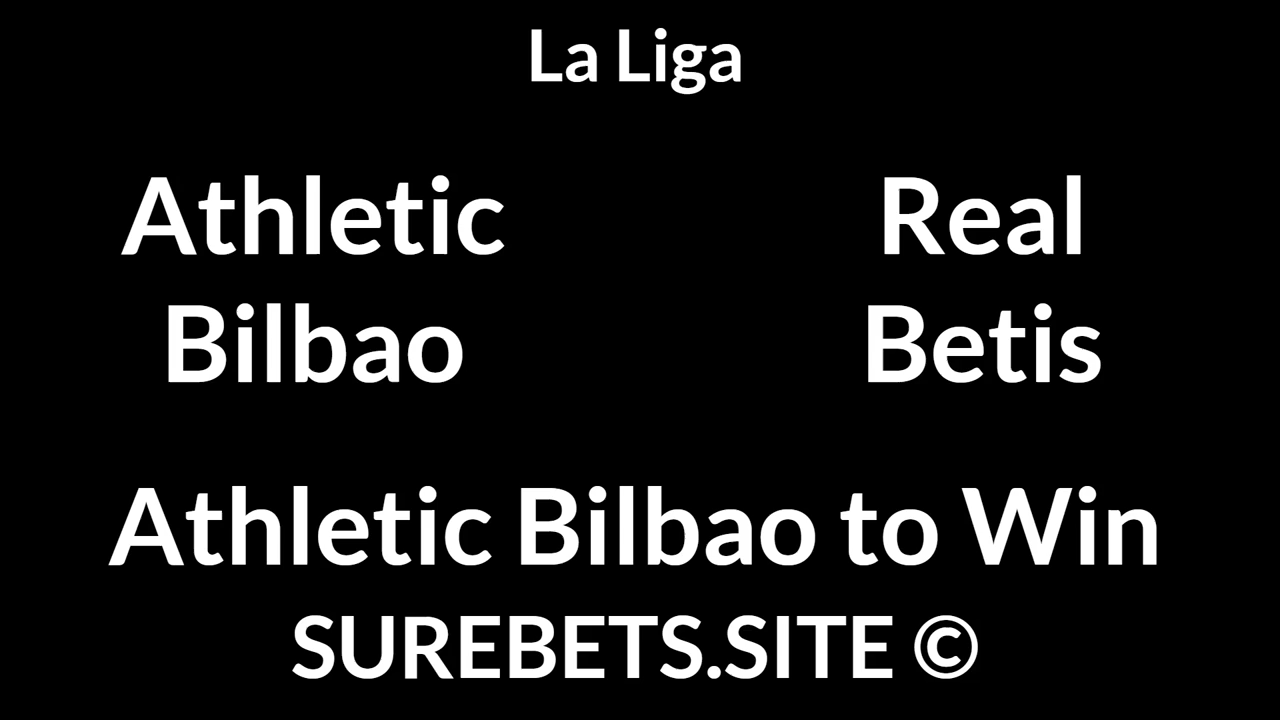 La Liga
Athletic Bilbao
Real Betis
Athletic Bilbao to Win
SUREBETS.SITE ©